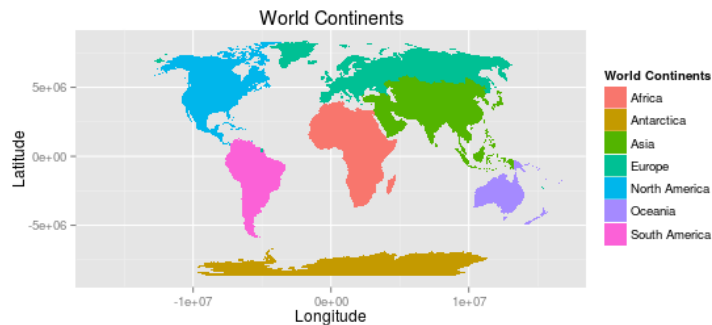 World Continents
5e+06
0e+00
-5e+06
Latitude
-1e+07
0e+00
1e+07
Longitude
World Continents
Africa
Antarctica
Asia
Europe
North America
Oceania
South America